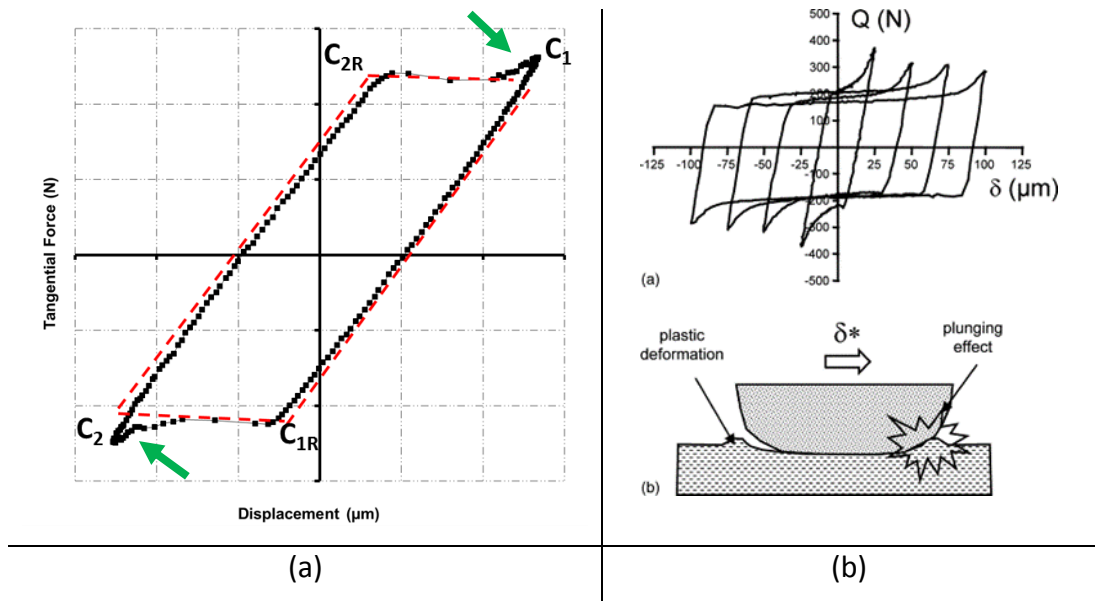 C2R
C1
C2
C1R
Tangential Force (N)
Displacement (µm)
(a)
Q (N)
500
400
300
200
100
-125 -100 -75 -50 -25 0 25 50 75 100 125
δ (µm)
-100
-200
-300
-400
-500
(a)
plastic
deformation
δ*
plunging
effect
(b)
(b)